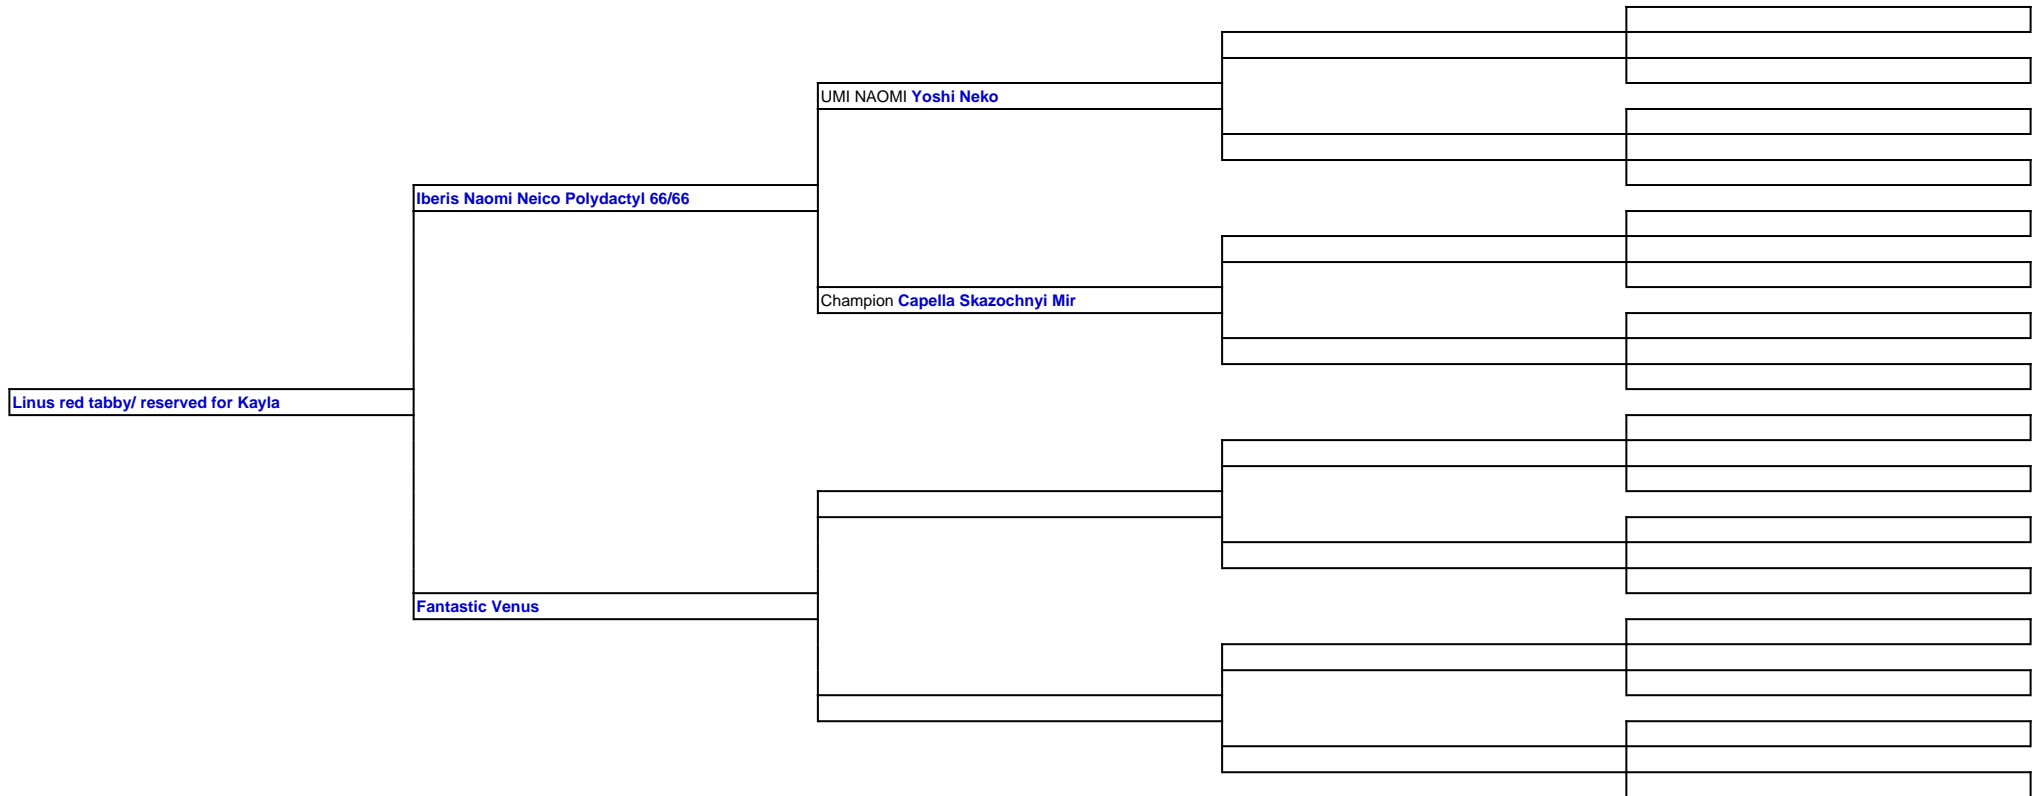 UMI NAOMI Yoshi Neko
Iberis Naomi Neico Polydactyl 66/66
Champion Capella Skazochnyi Mir
Linus red tabby/ reserved for Kayla
Fantastic Venus